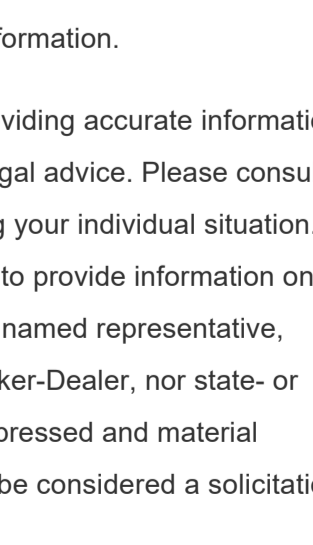 formation.
viding accurate informati
gal advice. Please consu
g your individual situation.
to provide information on
named representative,
ker-Dealer, nor state- or
pressed and material
be considered a solicitati